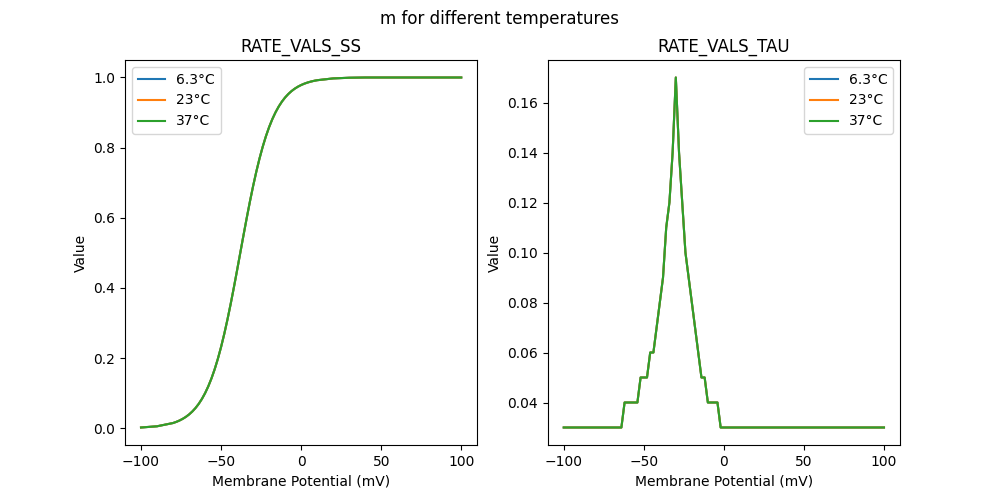 m for different temperatures
RATE_VALS_SS
1.0
0.8
0.6
0.4
0.2
0.0
Value
6.3°C
23°C
37°C
−100
−50
0
50
100
Membrane Potential (mV)
RATE_VALS_TAU
0.16
0.14
0.12
0.10
0.08
0.06
0.04
Value
6.3°C
23°C
37°C
−100
−50
0
50
100
Membrane Potential (mV)